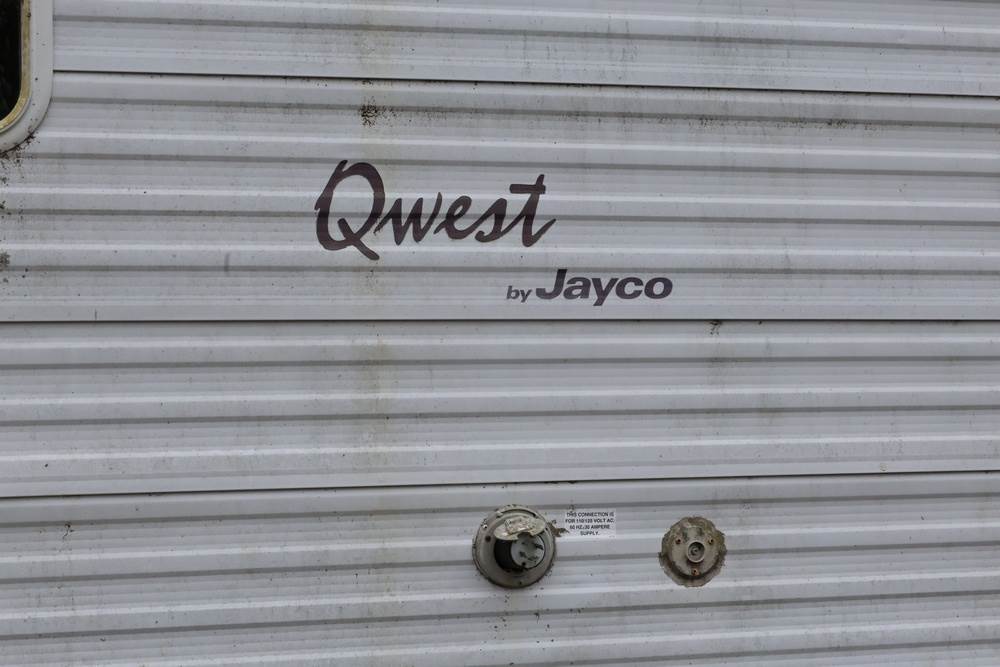 Qwest
by Jayco
THIS CONNECTION IS
FOR 110/120 VOLT AC.
60 HZ. 30 AMPERE
SUPPLY.